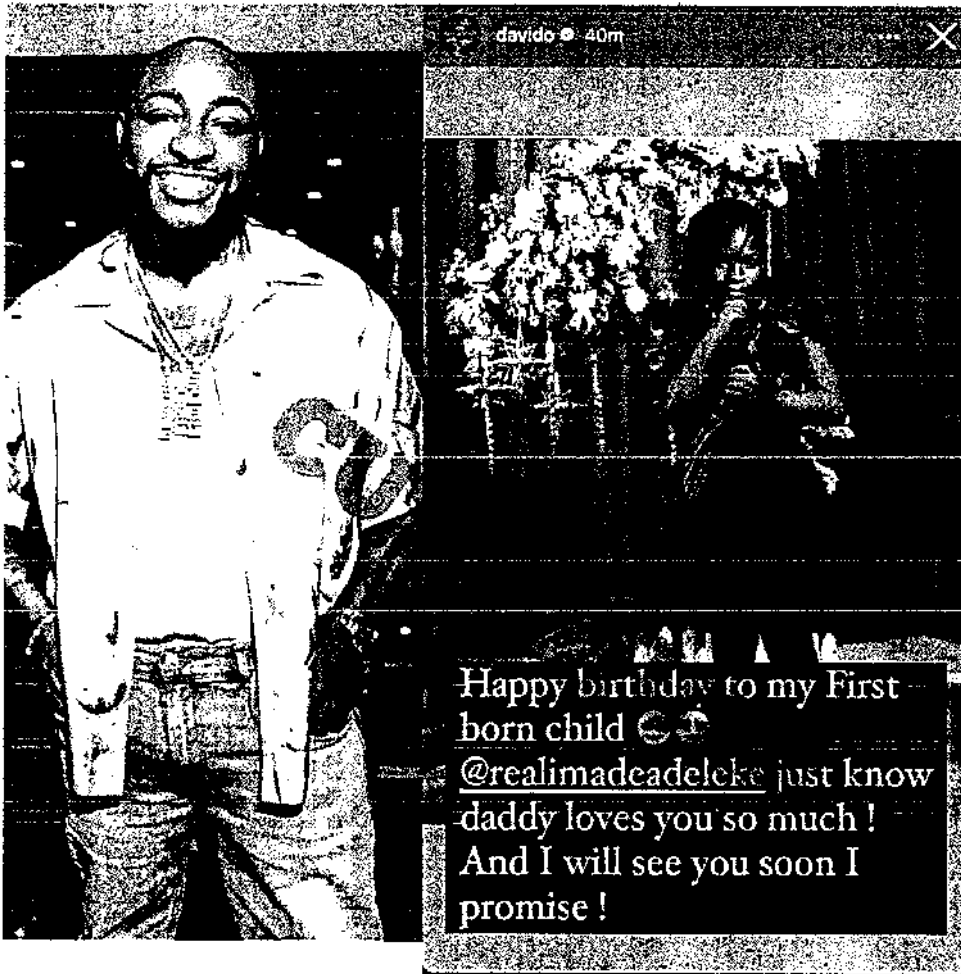 davido 40m
Happy birthday to my First
born child
@realimadeadeleke just know
daddy loves you so much !
And I will see you soon I
promise !